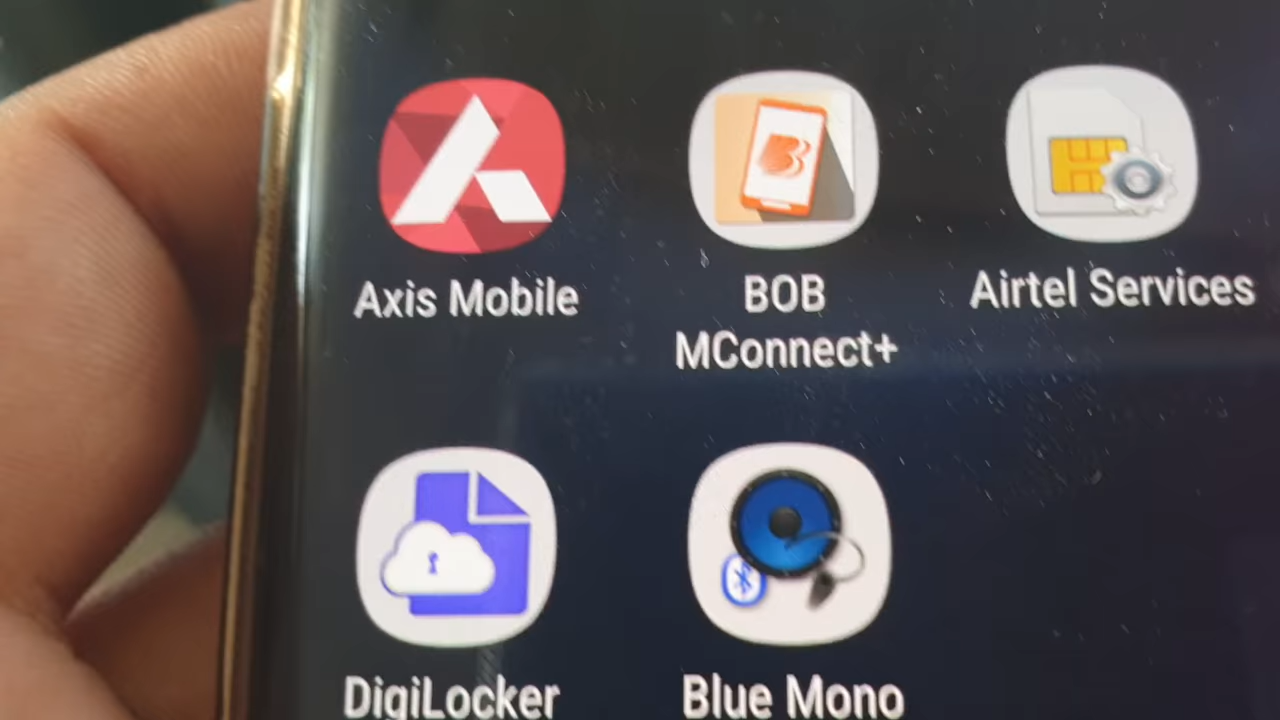 Axis Mobile
BOB
MConnect+
Airtel Services
DigiLocker
Blue Mono